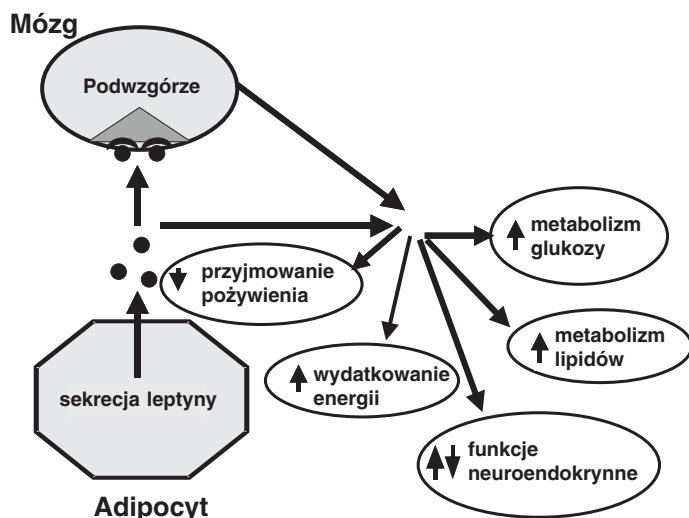 Mózg
Podwzgórze
metabolizm
glukozy
przyjmowanie
pożywienia
metabolizm
lipidów
wydatkowanie
energii
sekrecja leptyny
funkcje
neuroendokrynne
Adipocyt